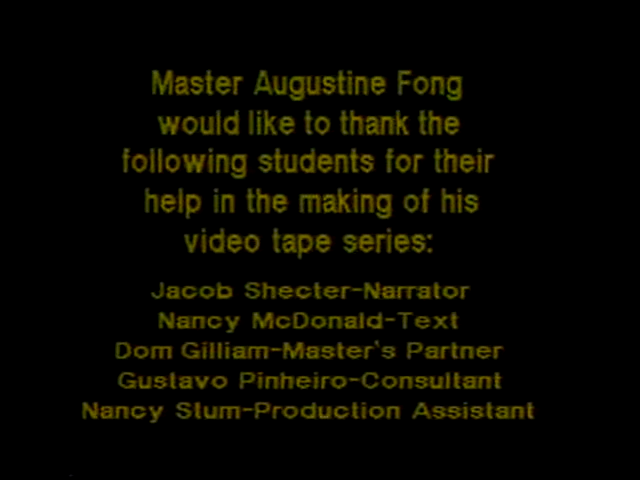 Master Augustine Fong
would like to thank the
following students for their
help in the making of his
video tape series:
Jacob Shecter-Narrator
Nancy McDonald-Text
Dom Gilliam-Master's Partner
Gustavo Pinheiro-Consultant
Nancy Stum-Production Assistant